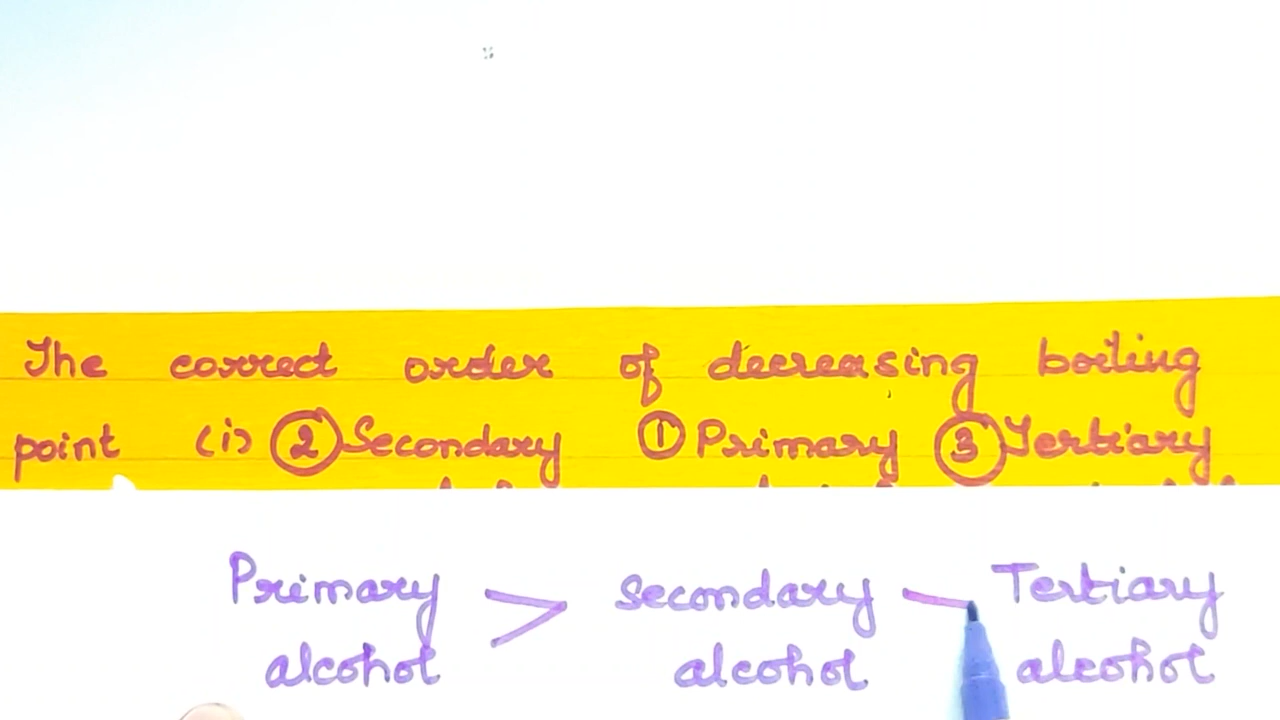 The correct order of decreasing boiling
point (i) 2 Secondary 1 Primary 3 Tertiary
Primary > secondary — Tertiary
alcohol alcohol alcohol